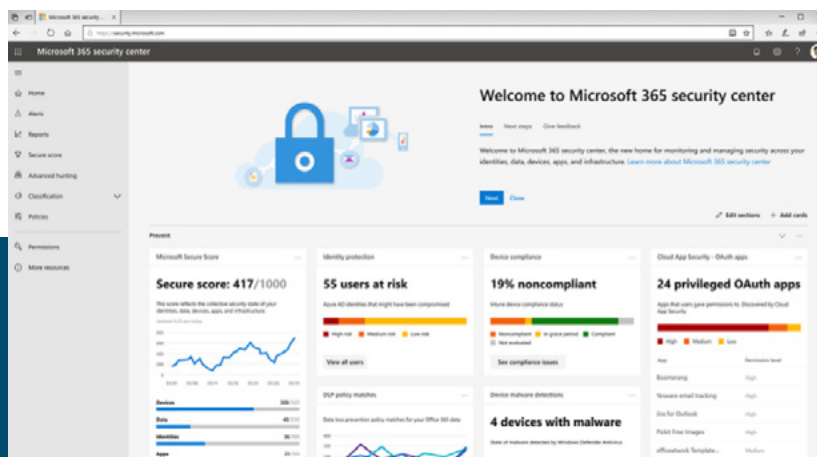 Microsoft 365 security ...
https://security.microsoft.com
Microsoft 365 security center
Home
Alerts
Reports
Secure score
Advanced hunting
Classification
Policies
Permissions
More resources
Welcome to Microsoft 365 security center
Intro Next steps Give feedback
Welcome to Microsoft 365 security center, the new home for monitoring and managing security across your
identities, data, devices, apps, and infrastructure. Learn more about Microsoft 365 security center
Next Close
Edit sections + Add cards
Prevent
Microsoft Secure Score
Secure score: 417/1000
This score reflects the collective security state of your
identities, data, devices, apps, and infrastructure.
Devices
Data
Identities
Apps
Identity protection
55 users at risk
Azure AD identities that might have been compromised
High risk Medium risk Low risk
View all users
DLP policy matches
Data loss prevention policy matches for your Office 365 data
Device compliance
19% noncompliant
Intune device compliance status
Noncompliant In grace period Compliant
Not evaluated
See compliance issues
Device malware detections
4 devices with malware
State of malware detected by Windows Defender Antivirus
Cloud App Security - OAuth apps
24 privileged OAuth apps
Apps that users gave permissions to. Discovered by Cloud
App Security
High Medium Low
App Permission level
Boomerang High
Yesware email tracking High
Jira for Outlook High
Pickit Free Images High
officeatwork Template... Medium